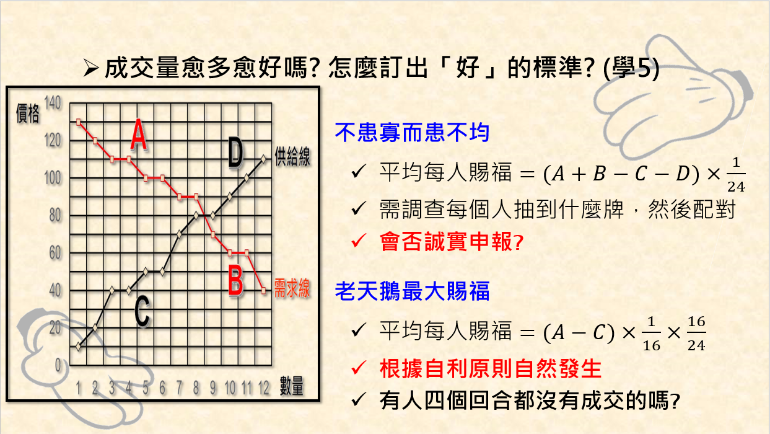 ➢成交量愈多愈好嗎? 怎麼訂出「好」的標準? (學5)
價格
140
120
100
80
60
40
20
0
1 2 3 4 5 6 7 8 9 10 11 12 數量
A
B
C
D
供給線
需求線
不患寡而患不均
✓ 平均每人賜福 = (A + B − C − D) × 1/24
✓ 需調查每個人抽到什麼牌，然後配對
✓ 會否誠實申報?
老天鵝最大賜福
✓ 平均每人賜福 = (A − C) × 1/16 × 16/24
✓ 根據自利原則自然發生
✓ 有人四個回合都沒有成交的嗎?